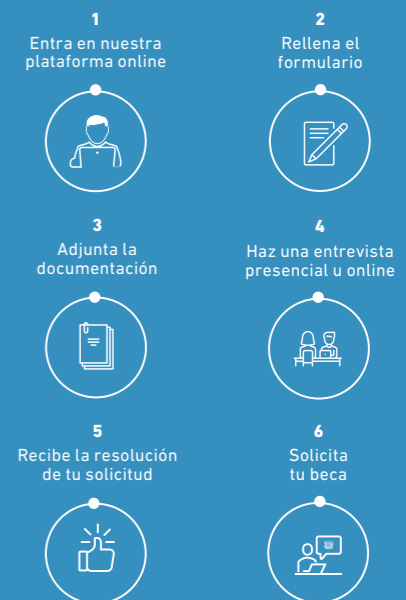 1
Entra en nuestra
plataforma online
2
Rellena el
formulario
3
Adjunta la
documentación
4
Haz una entrevista
presencial u online
5
Recibe la resolución
de tu solicitud
6
Solicita
tu beca